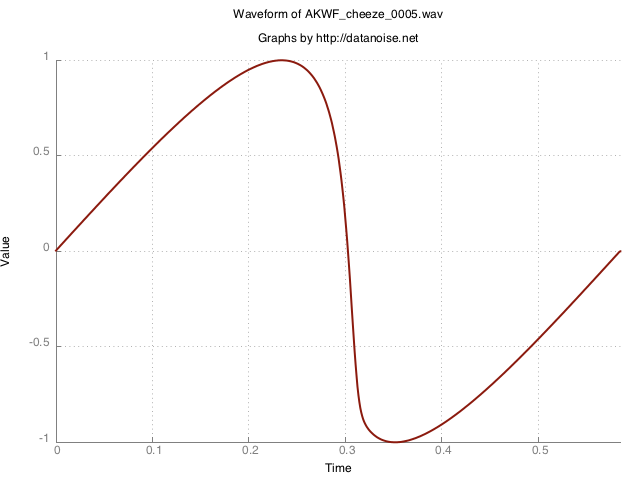 Waveform of AKWF_cheeze_0005.wav
Graphs by http://datanoise.net
1
0.5
0
-0.5
-1
Value
0 0.1 0.2 0.3 0.4 0.5
Time